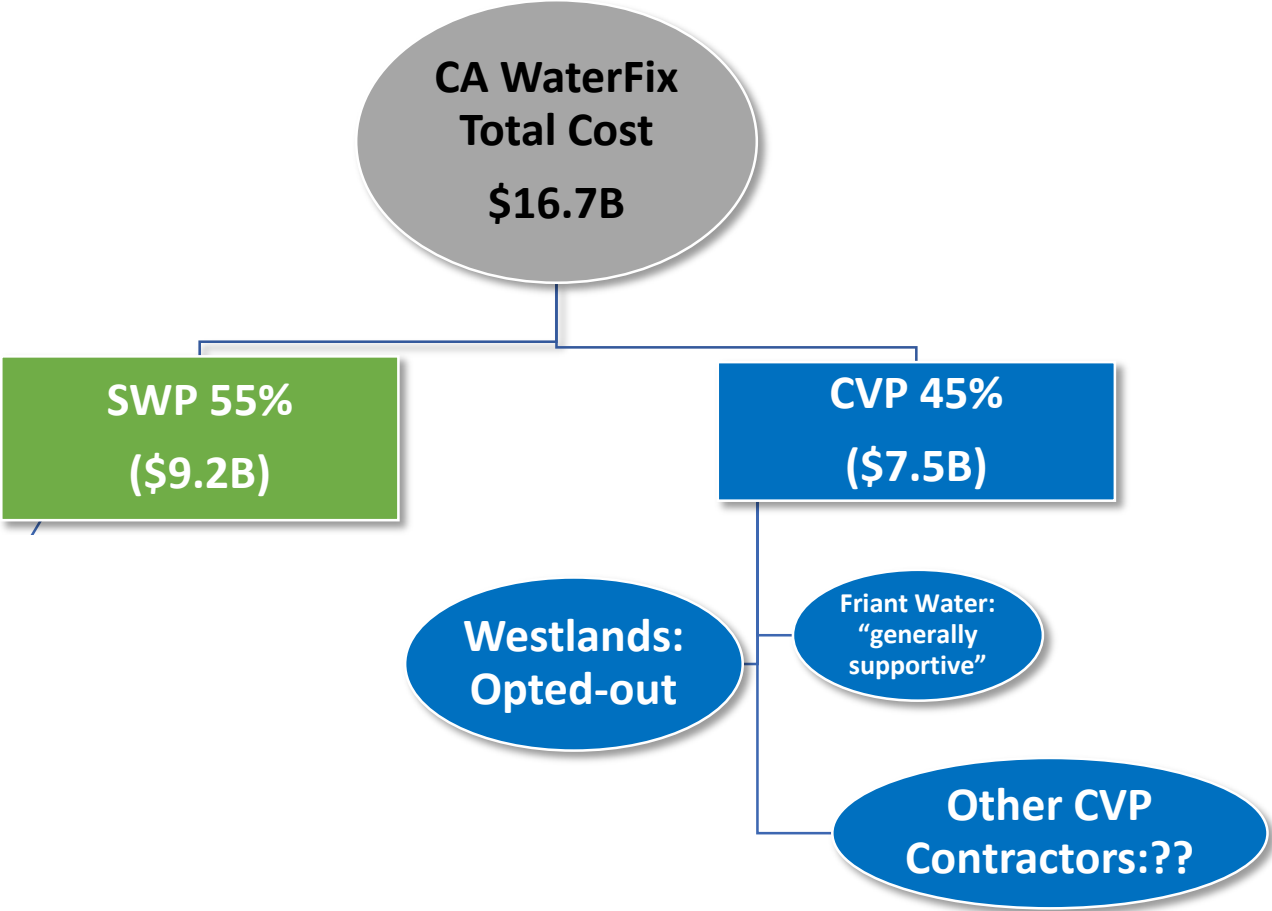 CA WaterFix
Total Cost
$16.7B
SWP 55%
($9.2B)
CVP 45%
($7.5B)
Westlands:
Opted-out
Friant Water:
“generally
supportive”
Other CVP
Contractors:??